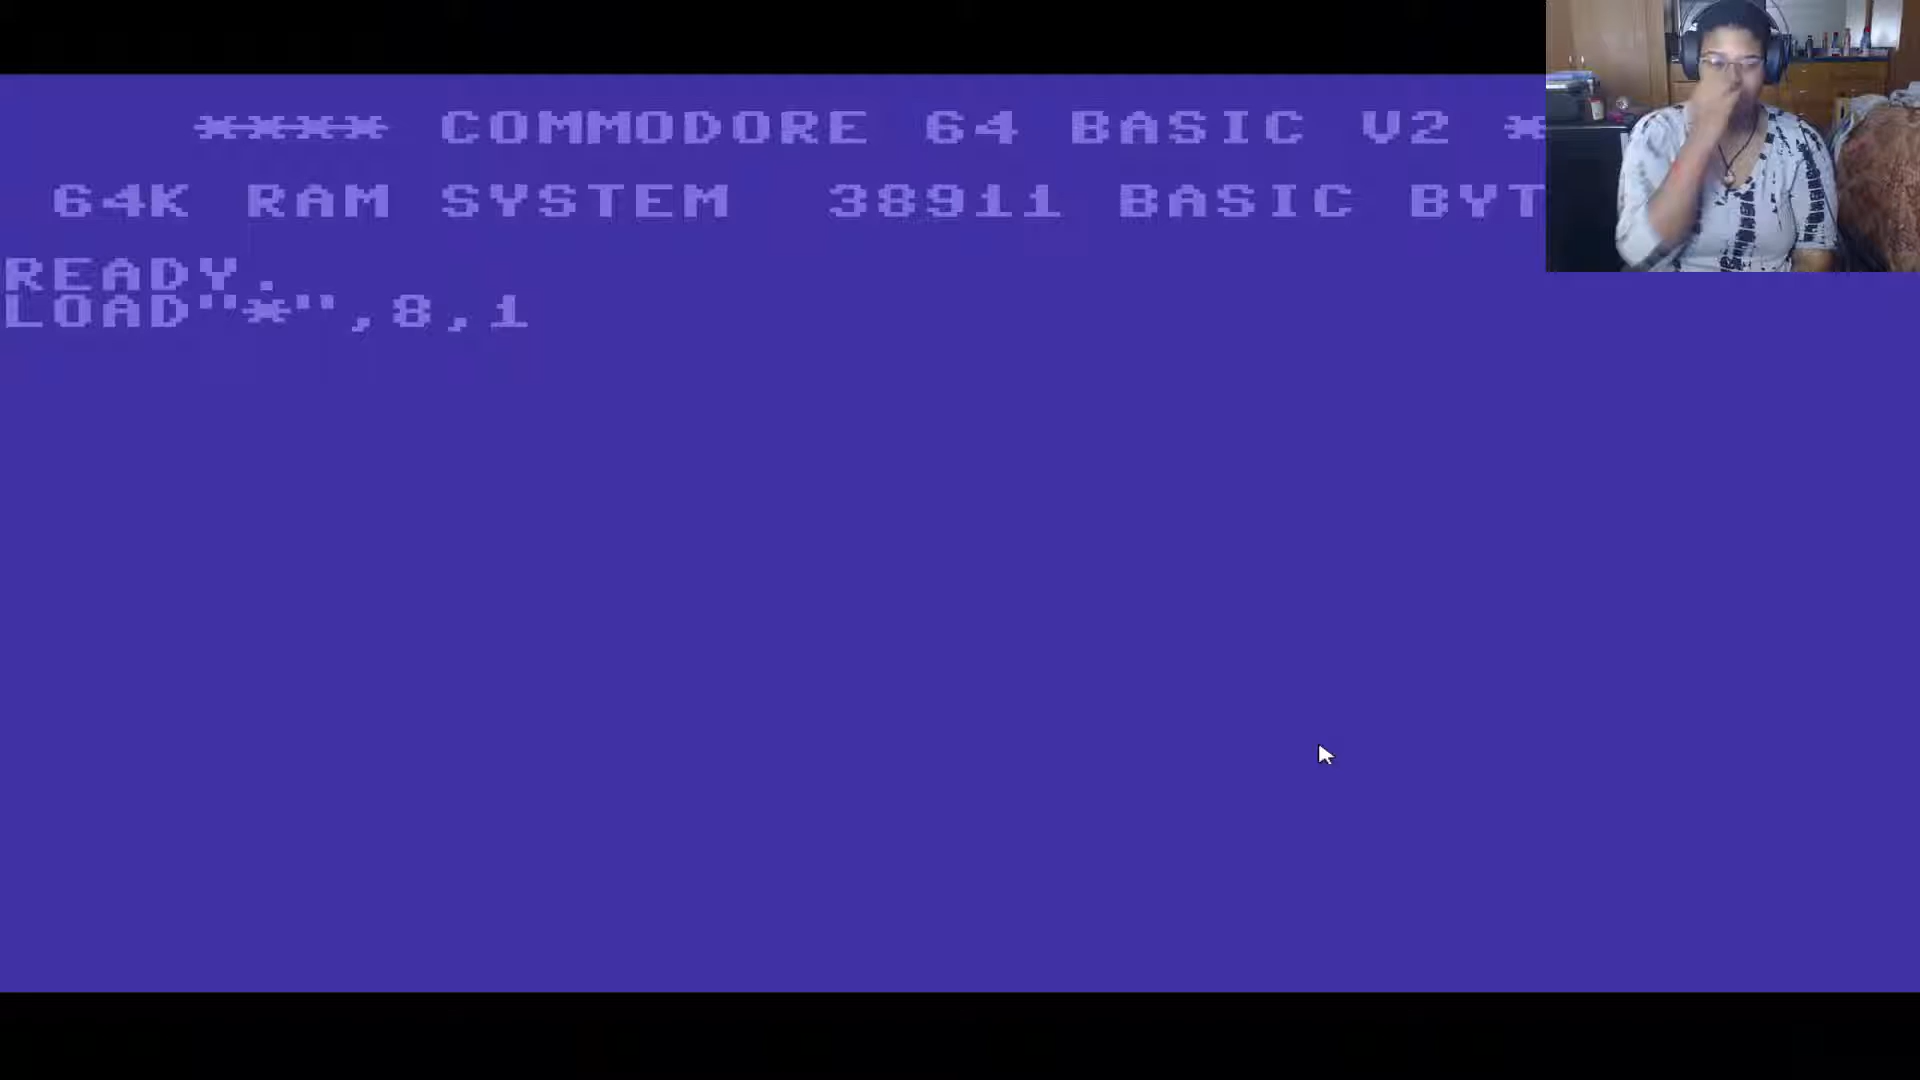 **** COMMODORE 64 BASIC V2 *
64K RAM SYSTEM 38911 BASIC BYT
READY.
LOAD"*",8,1